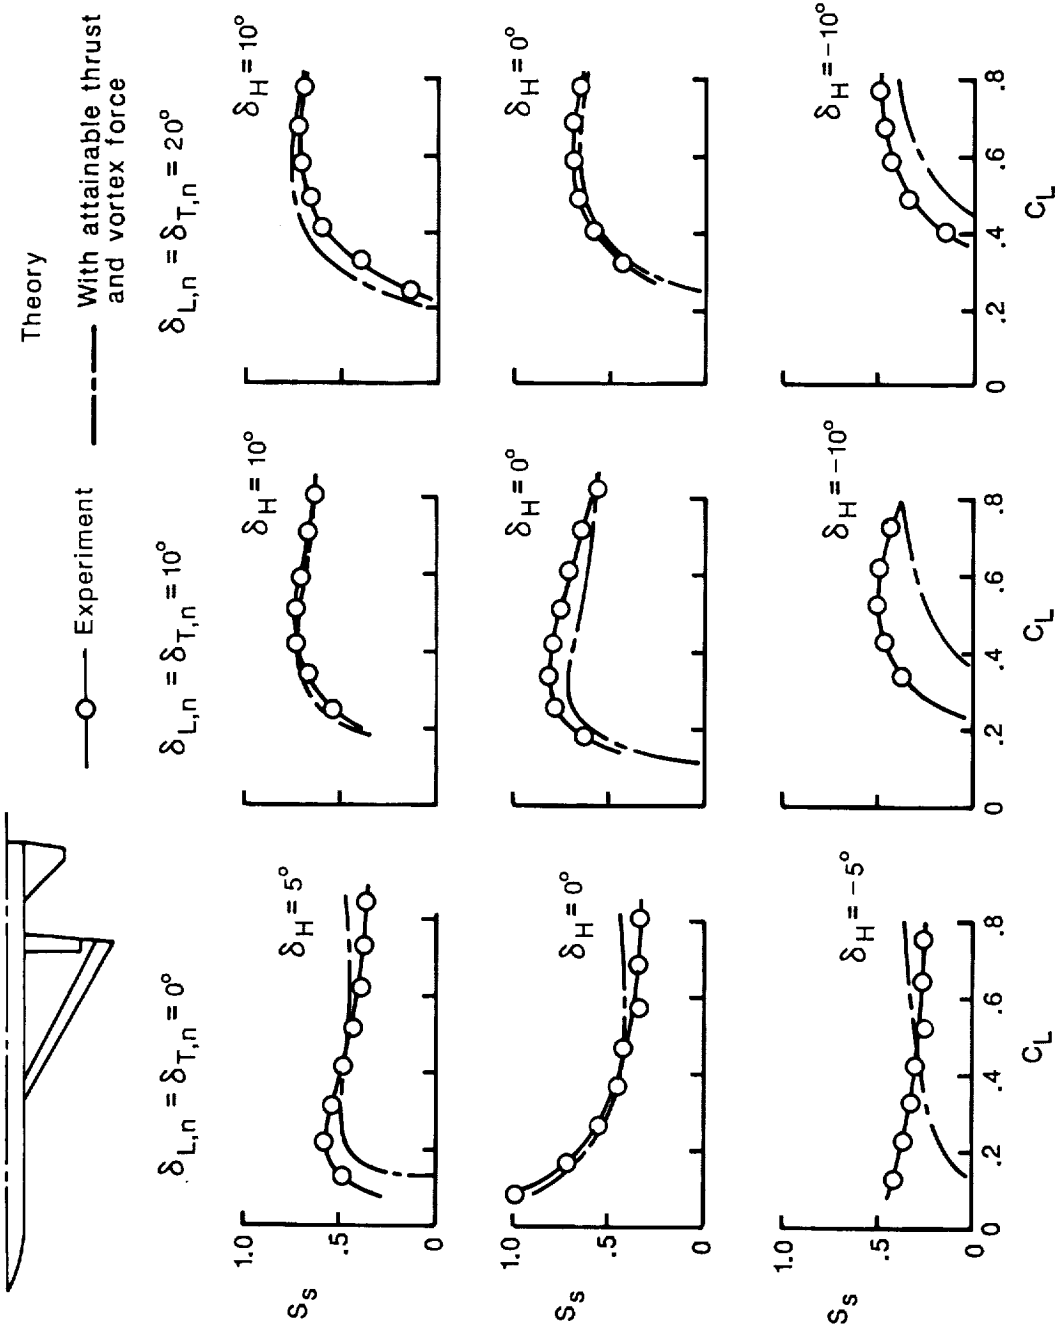 Theory
Experiment
With attainable thrust
and vortex force
δL,n = δT,n = 0°
δL,n = δT,n = 10°
δL,n = δT,n = 20°
δH = 5°
δH = 10°
δH = 10°
Ss
1.0
.5
0
δH = 0°
δH = 0°
δH = 0°
Ss
1.0
.5
0
δH = −5°
δH = −10°
δH = −10°
Ss
1.0
.5
0
0 .2 .4 .6 .8
0 .2 .4 .6 .8
0 .2 .4 .6 .8
CL
CL
CL